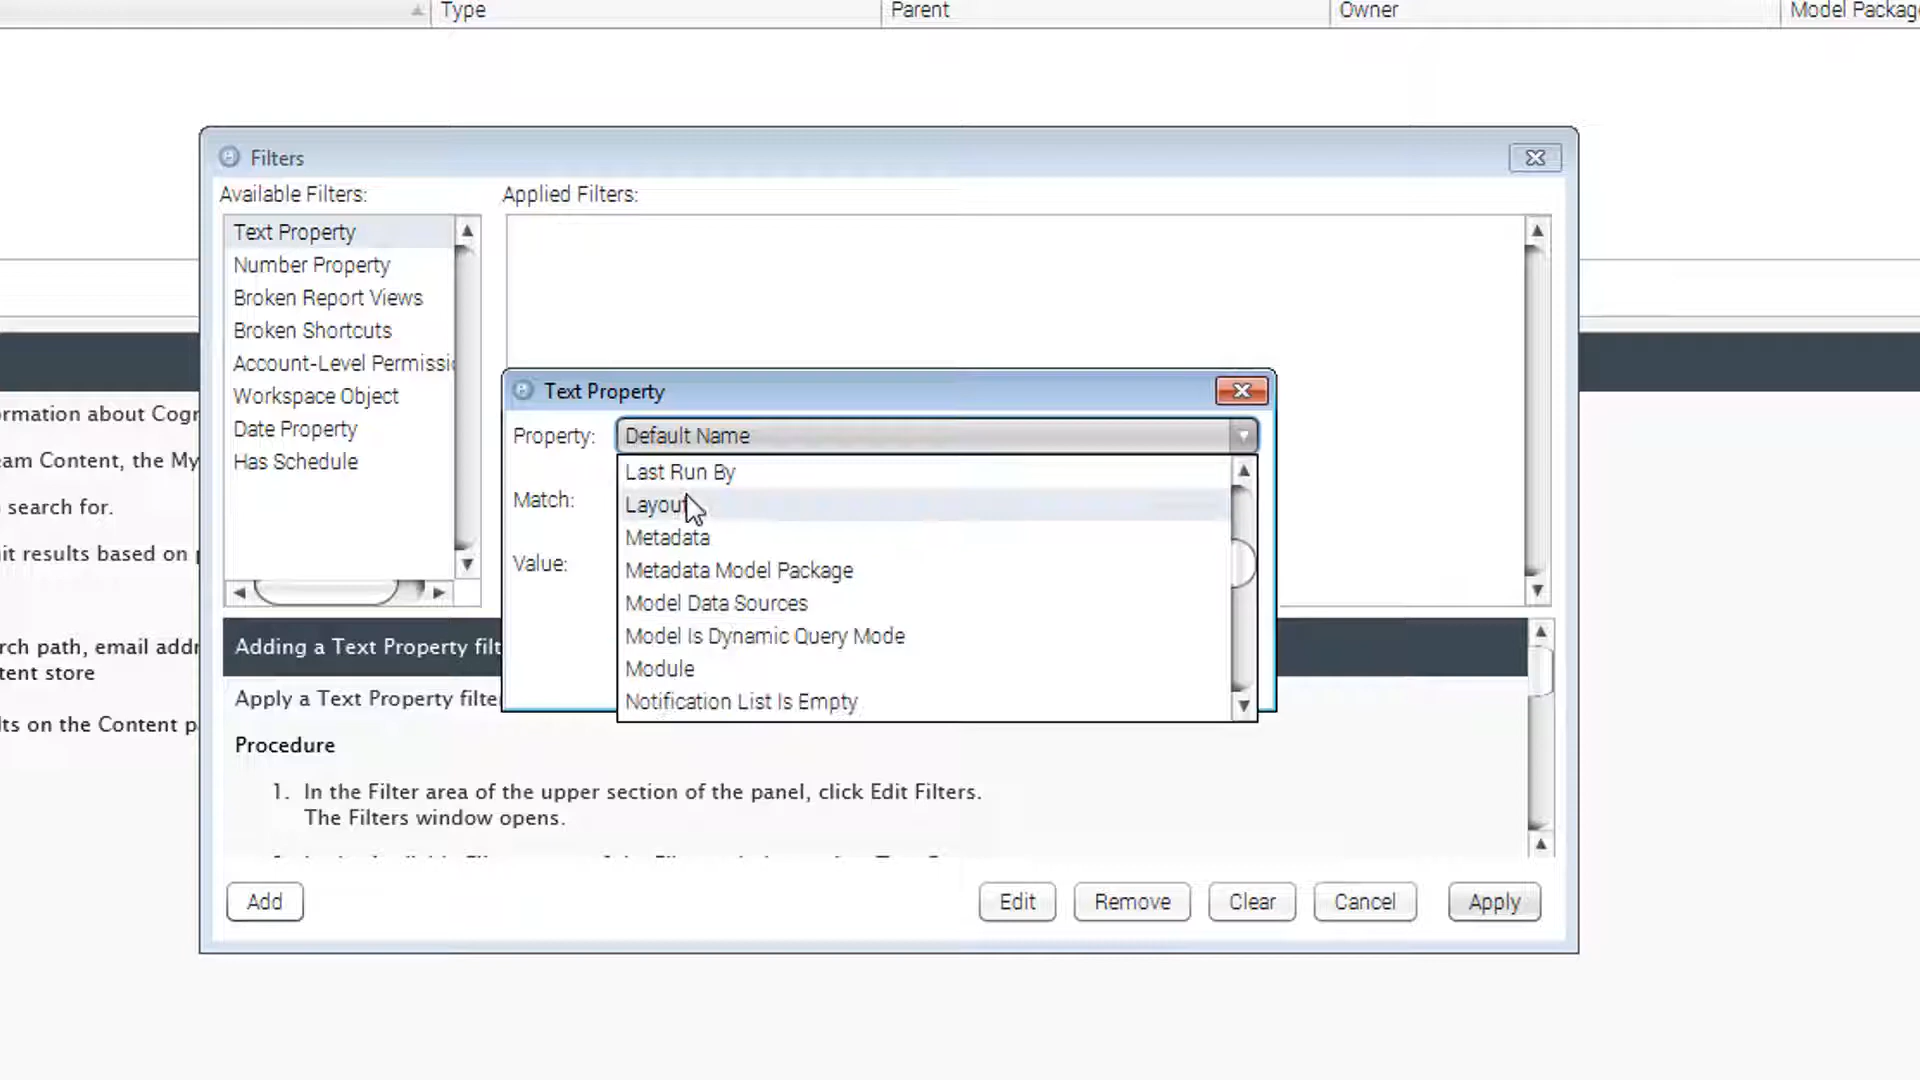 Type
Parent
Owner
Model Packag
Filters
Available Filters:
Applied Filters:
Text Property
Number Property
Broken Report Views
Broken Shortcuts
Account-Level Permissi
Workspace Object
Date Property
Has Schedule
Text Property
Property:
Default Name
Match:
Value:
Last Run By
Layout
Metadata
Metadata Model Package
Model Data Sources
Model Is Dynamic Query Mode
Module
Notification List Is Empty
ormation about Cogr
eam Content, the My
search for.
it results based on
rch path, email addr
tent store
lts on the Content p
Adding a Text Property filt
Apply a Text Property filte
Procedure
1. In the Filter area of the upper section of the panel, click Edit Filters.
The Filters window opens.
Add
Edit
Remove
Clear
Cancel
Apply